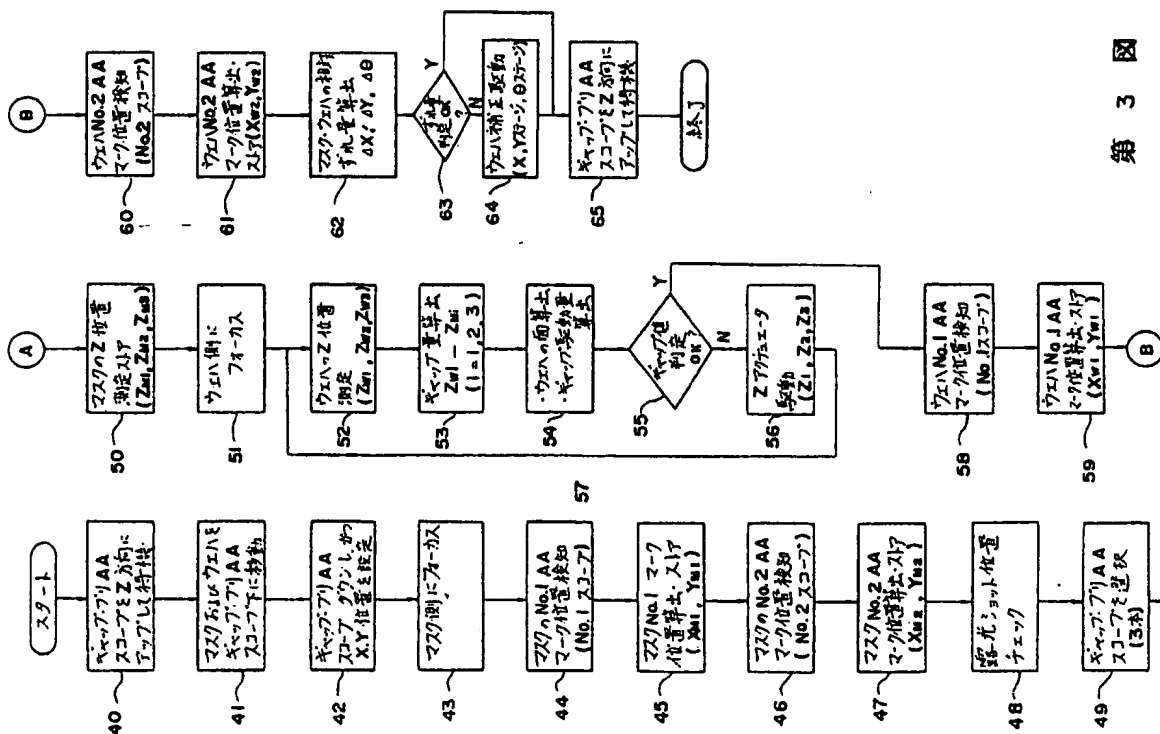 スタート
40
ギャップ・プリAA
スコープをZ方向に
アップして待機
41
マスクおよびウェハを
ギャップ・プリAA
スコープ下に移動
42
ギャップ・プリAA
スコープダウンしかつ
X,Y位置を設定
43
マスク側にフォーカス
44
マスクのNo.1 AA
マーク位置検知
(No.1スコープ)
45
マスクNo.1マーク
位置算出・ストア
(XM1, YM1)
46
マスクのNo.2 AA
マーク位置検知
(No.2スコープ)
47
マスクNo.2 AA
マーク位置算出・ストア
(XM2, YM2)
48
露光ショット位置
チェック
49
ギャップ・プリAA
スコープを選択
(3本)
A
50
マスクのZ位置
測定ストア
(ZM1, ZM2, ZM3)
51
ウェハ側に
フォーカス
52
ウェハのZ位置
測定
(ZW1, ZW2, ZW3)
53
ギャップ量算出
ZWi - ZMi
(i=1,2,3)
54
・ウェハの面算出
・ギャップ駆動量
算出
55
ギャップ値
判定
OK?
Y
N
56
Zアクチュエータ
駆動
(Z1, Z2, Z3)
57
58
ウェハNo.1 AA
マーク位置検知
(No.1スコープ)
59
ウェハNo.1 AA
マーク位置算出・ストア
(XW1, YW1)
B
B
60
ウェハNo.2 AA
マーク位置検知
(No.2スコープ)
61
ウェハNo.2 AA
マーク位置算出・
ストア(XW2, YW2)
62
マスク・ウェハの相対
ずれ量算出
ΔX, ΔY, Δθ
63
ずれ量
判定OK
?
Y
N
64
ウェハ補正駆動
(X,Yステージ, θステージ)
65
ギャップ・プリAA
スコープをZ方向に
アップして待機
終了
第 3 図